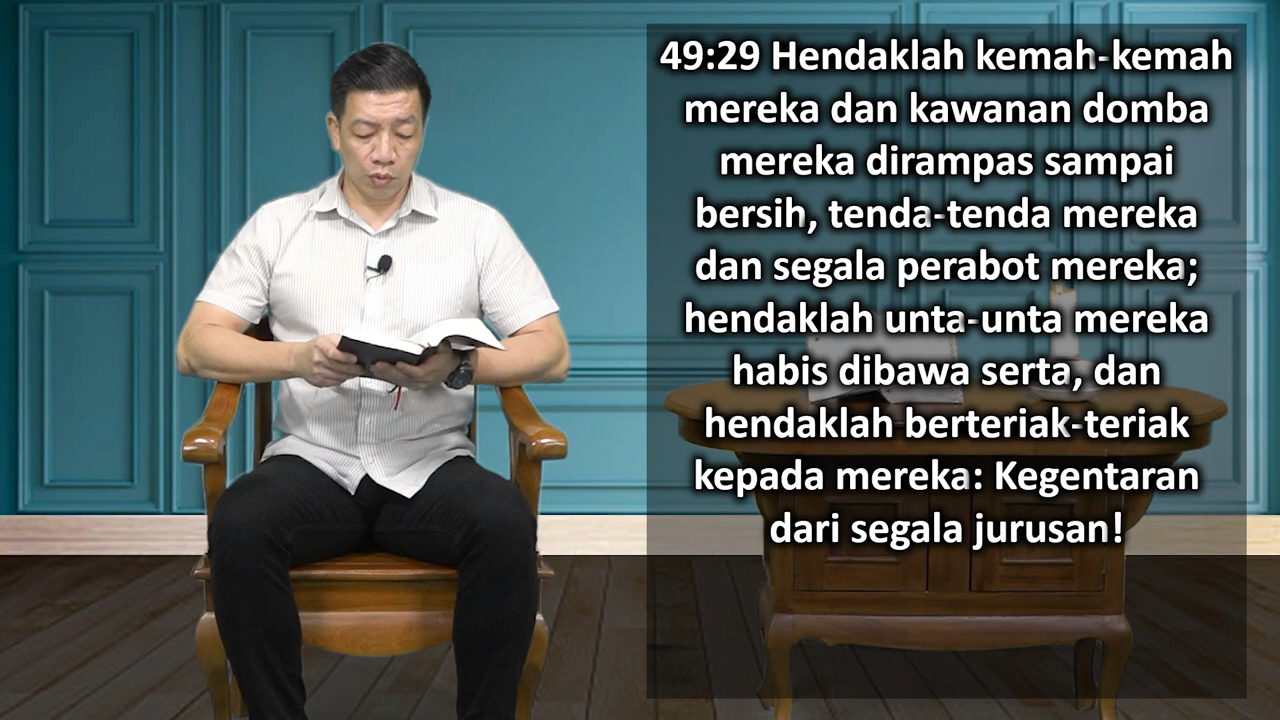 49:29 Hendaklah kemah-kemah
mereka dan kawanan domba
mereka dirampas sampai
bersih, tenda-tenda mereka
dan segala perabot mereka;
hendaklah unta-unta mereka
habis dibawa serta, dan
hendaklah berteriak-teriak
kepada mereka: Kegentaran
dari segala jurusan!